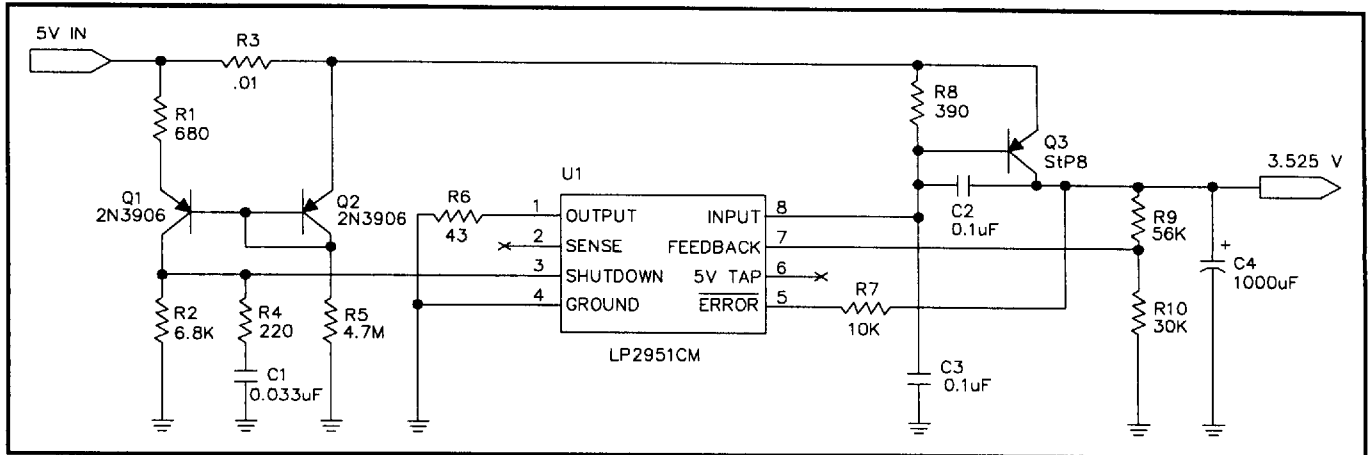 5V IN
R3
.01
R1
680
R8
390
Q3
StP8
3.525 V
Q1
2N3906
Q2
2N3906
R6
43
U1
1
OUTPUT
INPUT
8
2
SENSE
FEEDBACK
7
3
SHUTDOWN
5V TAP
6
4
GROUND
ERROR
5
LP2951CM
C2
0.1uF
R9
56K
+
C4
1000uF
R7
10K
R10
30K
R2
6.8K
R4
220
R5
4.7M
C1
0.033uF
C3
0.1uF